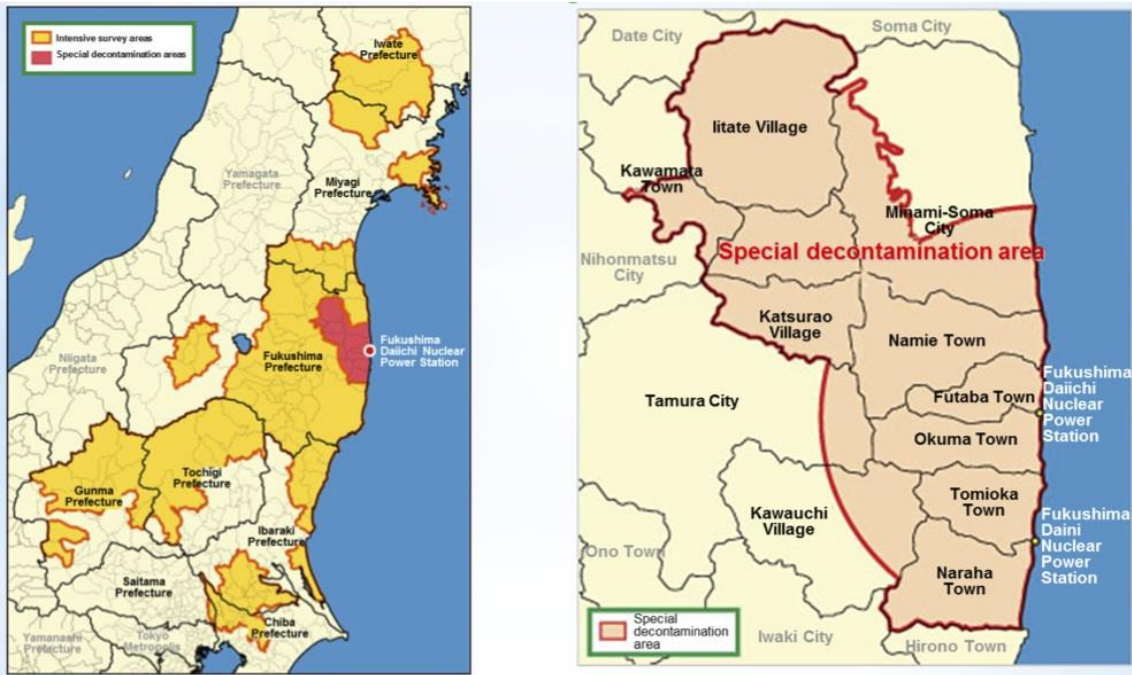 Intensive survey areas
Special decontamination areas
Iwate
Prefecture
Yamagata
Prefecture
Miyagi
Prefecture
Fukushima
Daiichi Nuclear
Power Station
Fukushima
Prefecture
Niigata
Prefecture
Tochigi
Prefecture
Gunma
Prefecture
Ibaraki
Prefecture
Saitama
Prefecture
Chiba
Prefecture
Yamanashi
Prefecture
Tokyo
Metropolis
Date City
Soma City
Iitate Village
Kawamata
Town
Minami-Soma
City
Special decontamination area
Nihonmatsu
City
Katsurao
Village
Namie Town
Fukushima
Daiichi
Nuclear
Power
Station
Futaba Town
Tamura City
Okuma Town
Tomioka
Town
Kawauchi
Village
Fukushima
Daini
Nuclear
Power
Station
Ono Town
Naraha
Town
Special
decontamination
area
Iwaki City
Hirono Town